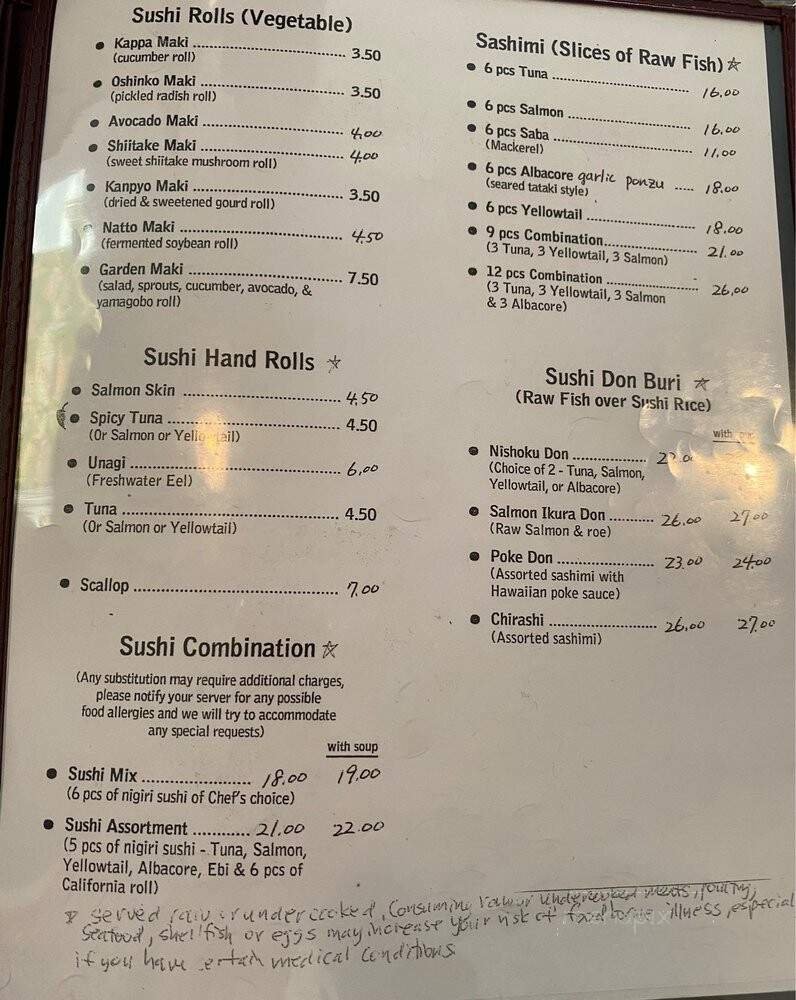 Sushi Rolls (Vegetable)
• Kappa Maki ........ 3.50
(cucumber roll)
• Oshinko Maki ........ 3.50
(pickled radish roll)
• Avocado Maki ........ 4.00
• Shiitake Maki ........ 4.00
(sweet shiitake mushroom roll)
• Kanpyo Maki ........ 3.50
(dried & sweetened gourd roll)
• Natto Maki ........ 4.50
(fermented soybean roll)
• Garden Maki ........ 7.50
(salad, sprouts, cucumber, avocado, &
yamagobo roll)
Sushi Hand Rolls ☆
• Salmon Skin ........ 4.50
• Spicy Tuna ........ 4.50
(Or Salmon or Yellowtail)
• Unagi ........ 6.00
(Freshwater Eel)
• Tuna ........ 4.50
(Or Salmon or Yellowtail)
• Scallop ........ 7.00
Sushi Combination ☆
(Any substitution may require additional charges,
please notify your server for any possible
food allergies and we will try to accommodate
any special requests)
with soup
• Sushi Mix ........ 18.00 19.00
(6 pcs of nigiri sushi of Chef's choice)
• Sushi Assortment ........ 21.00 22.00
(5 pcs of nigiri sushi - Tuna, Salmon,
Yellowtail, Albacore, Ebi & 6 pcs of
California roll)
Sashimi (Slices of Raw Fish) ☆
• 6 pcs Tuna ........ 16.00
• 6 pcs Salmon ........ 16.00
• 6 pcs Saba ........ 11.00
(Mackerel)
• 6 pcs Albacore garlic ponzu ..... 18.00
(seared tataki style)
• 6 pcs Yellowtail ........ 18.00
• 9 pcs Combination ........ 21.00
(3 Tuna, 3 Yellowtail, 3 Salmon)
• 12 pcs Combination ........ 26.00
(3 Tuna, 3 Yellowtail, 3 Salmon
& 3 Albacore)
Sushi Don Buri ☆
(Raw Fish over Sushi Rice)
with
• Nishoku Don ........
(Choice of 2 - Tuna, Salmon,
Yellowtail, or Albacore)
• Salmon Ikura Don ........ 26.00 27.00
(Raw Salmon & roe)
• Poke Don ........ 23.00 24.00
(Assorted sashimi with
Hawaiian poke sauce)
• Chirashi ........ 26.00 27.00
(Assorted sashimi)
☆ served raw or undercooked, Consuming raw or undercooked meats, poultry,
Seafood, shellfish or eggs may increase your risk of foodborne illness, especial
if you have certain medical conditions